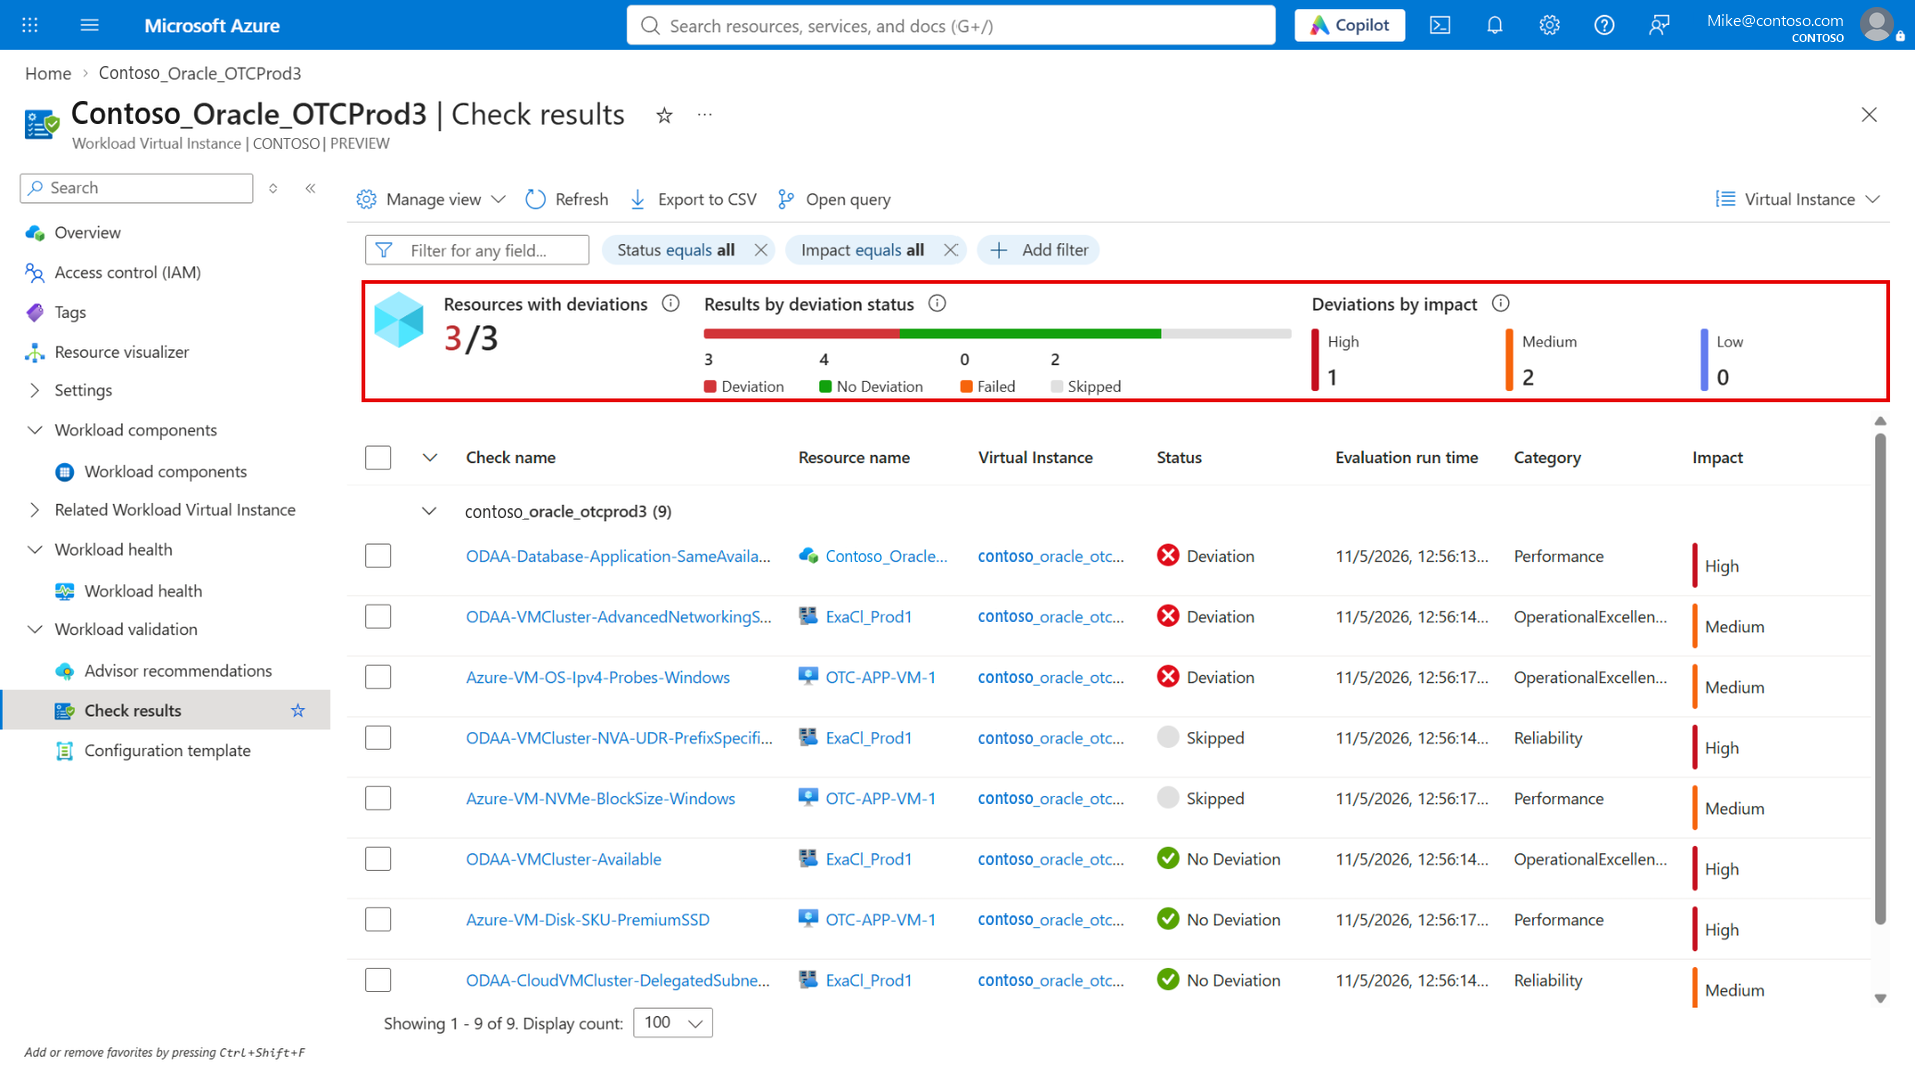 Microsoft Azure
Search resources, services, and docs (G+/)
Copilot
Mike@contoso.com
CONTOSO
Home > Contoso_Oracle_OTCProd3
Contoso_Oracle_OTCProd3 | Check results
Workload Virtual Instance | CONTOSO | PREVIEW
Search
Overview
Access control (IAM)
Tags
Resource visualizer
Settings
Workload components
Workload components
Related Workload Virtual Instance
Workload health
Workload health
Workload validation
Advisor recommendations
Check results
Configuration template
Add or remove favorites by pressing Ctrl+Shift+F
Manage view Refresh Export to CSV Open query Virtual Instance
Filter for any field... Status equals all Impact equals all Add filter
Resources with deviations
3/3
Results by deviation status
3 4 0 2
Deviation No Deviation Failed Skipped
Deviations by impact
High Medium Low
1 2 0
Check name Resource name Virtual Instance Status Evaluation run time Category Impact
contoso_oracle_otcprod3 (9)
ODAA-Database-Application-SameAvaila... Contoso_Oracle... contoso_oracle_otc... Deviation 11/5/2026, 12:56:13... Performance High
ODAA-VMCluster-AdvancedNetworkingS... ExaCl_Prod1 contoso_oracle_otc... Deviation 11/5/2026, 12:56:14... OperationalExcellen... Medium
Azure-VM-OS-Ipv4-Probes-Windows OTC-APP-VM-1 contoso_oracle_otc... Deviation 11/5/2026, 12:56:17... OperationalExcellen... Medium
ODAA-VMCluster-NVA-UDR-PrefixSpecifi... ExaCl_Prod1 contoso_oracle_otc... Skipped 11/5/2026, 12:56:14... Reliability High
Azure-VM-NVMe-BlockSize-Windows OTC-APP-VM-1 contoso_oracle_otc... Skipped 11/5/2026, 12:56:17... Performance Medium
ODAA-VMCluster-Available ExaCl_Prod1 contoso_oracle_otc... No Deviation 11/5/2026, 12:56:14... OperationalExcellen... High
Azure-VM-Disk-SKU-PremiumSSD OTC-APP-VM-1 contoso_oracle_otc... No Deviation 11/5/2026, 12:56:17... Performance High
ODAA-CloudVMCluster-DelegatedSubne... ExaCl_Prod1 contoso_oracle_otc... No Deviation 11/5/2026, 12:56:14... Reliability Medium
Showing 1 - 9 of 9. Display count: 100